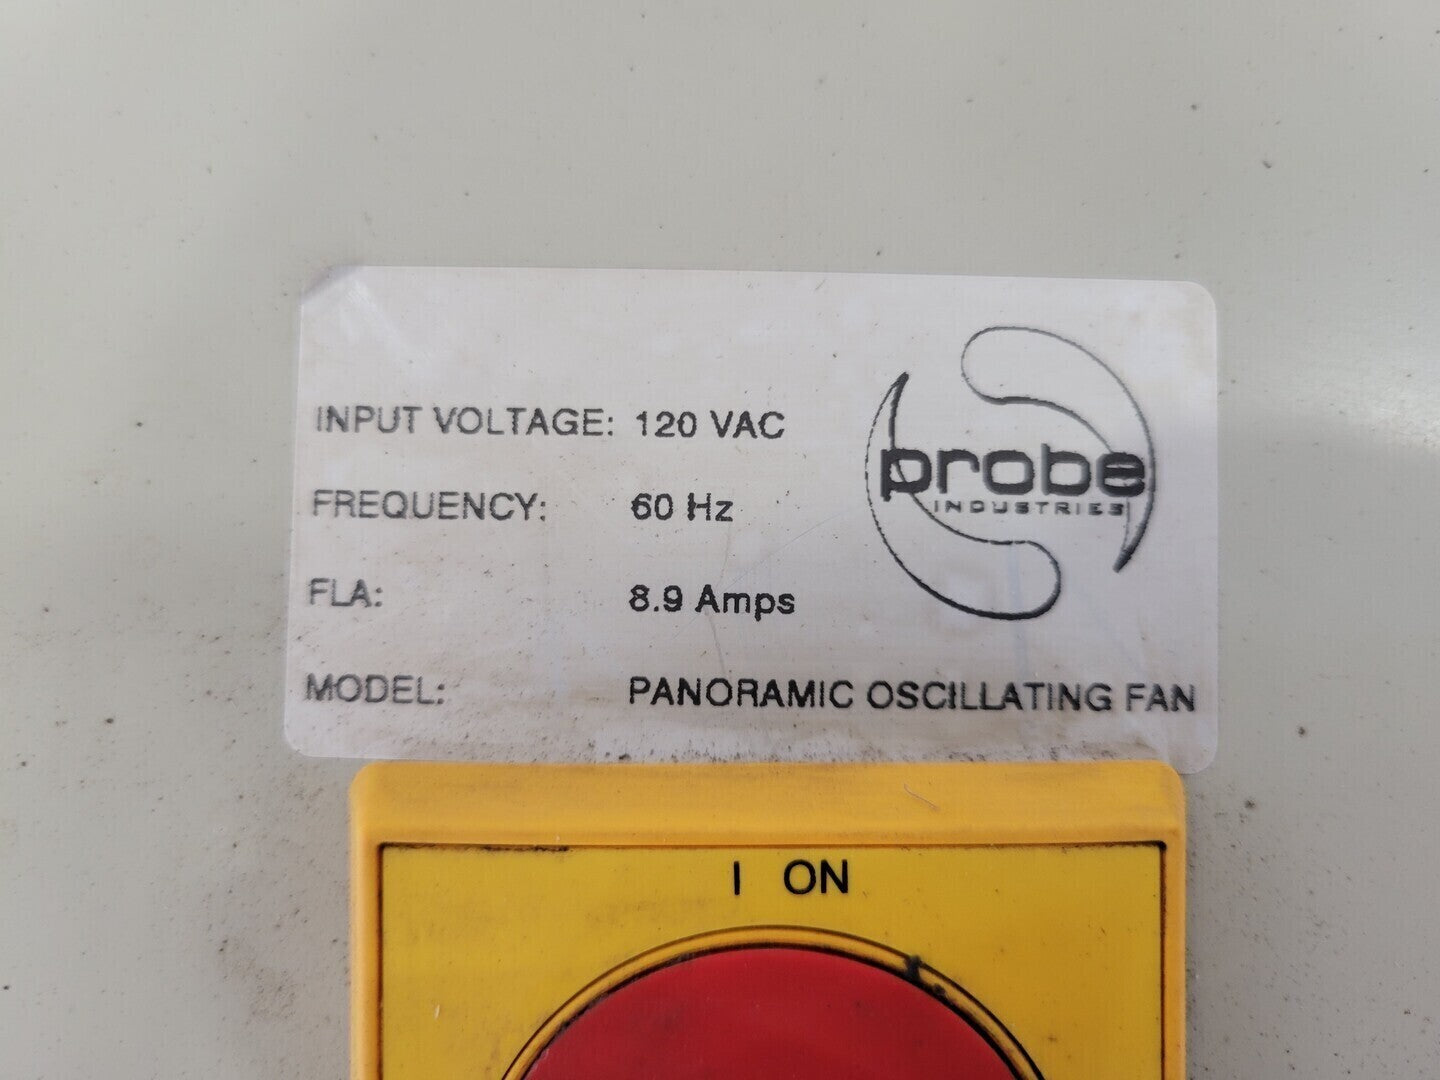 INPUT VOLTAGE: 120 VAC
FREQUENCY: 60 Hz
FLA: 8.9 Amps
MODEL: PANORAMIC OSCILLATING FAN
probe
INDUSTRIES
I ON